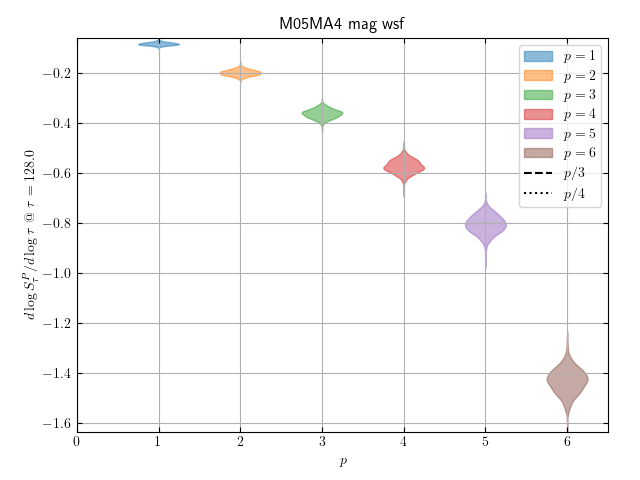 M05MA4 mag wsf
d log S_τ^P / d log τ @ τ = 128.0
−0.2
−0.4
−0.6
−0.8
−1.0
−1.2
−1.4
−1.6
p = 1
p = 2
p = 3
p = 4
p = 5
p = 6
p/3
p/4
0 1 2 3 4 5 6
p